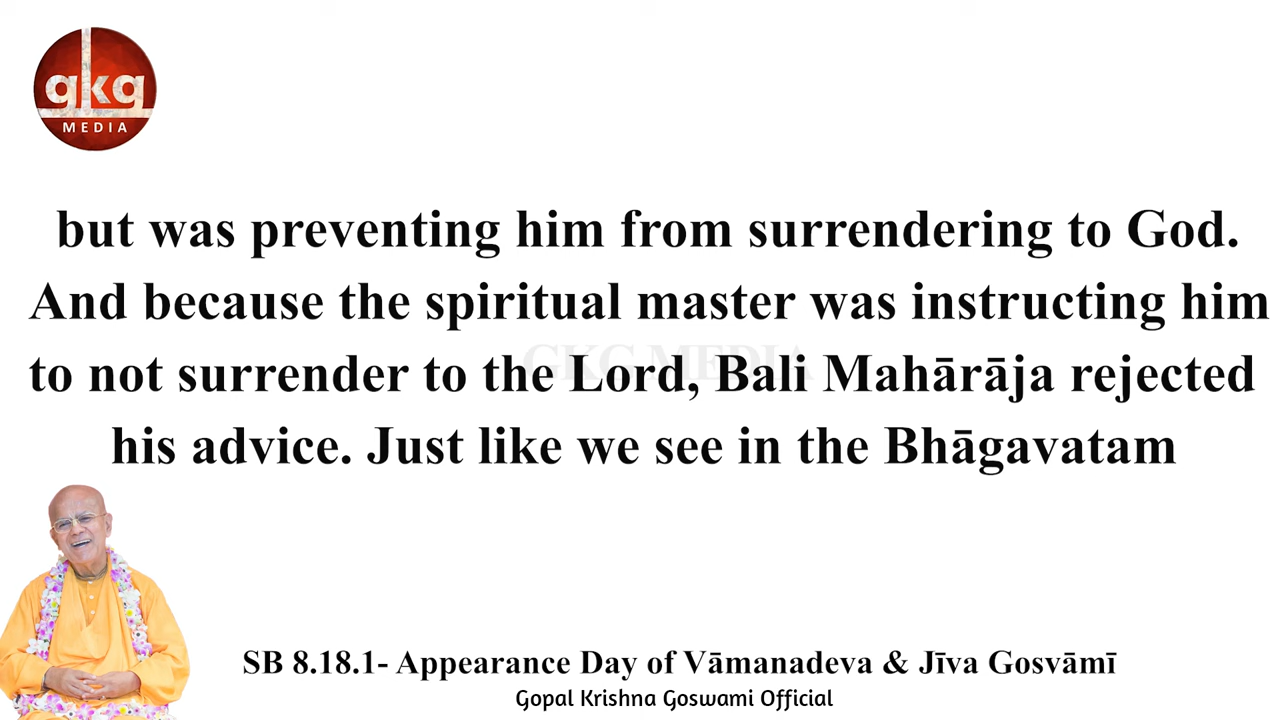 gkg
MEDIA
but was preventing him from surrendering to God.
And because the spiritual master was instructing him
to not surrender to the Lord, Bali Mahārāja rejected
his advice. Just like we see in the Bhāgavatam
GKG MEDIA
SB 8.18.1- Appearance Day of Vāmanadeva & Jīva Gosvāmī
Gopal Krishna Goswami Official